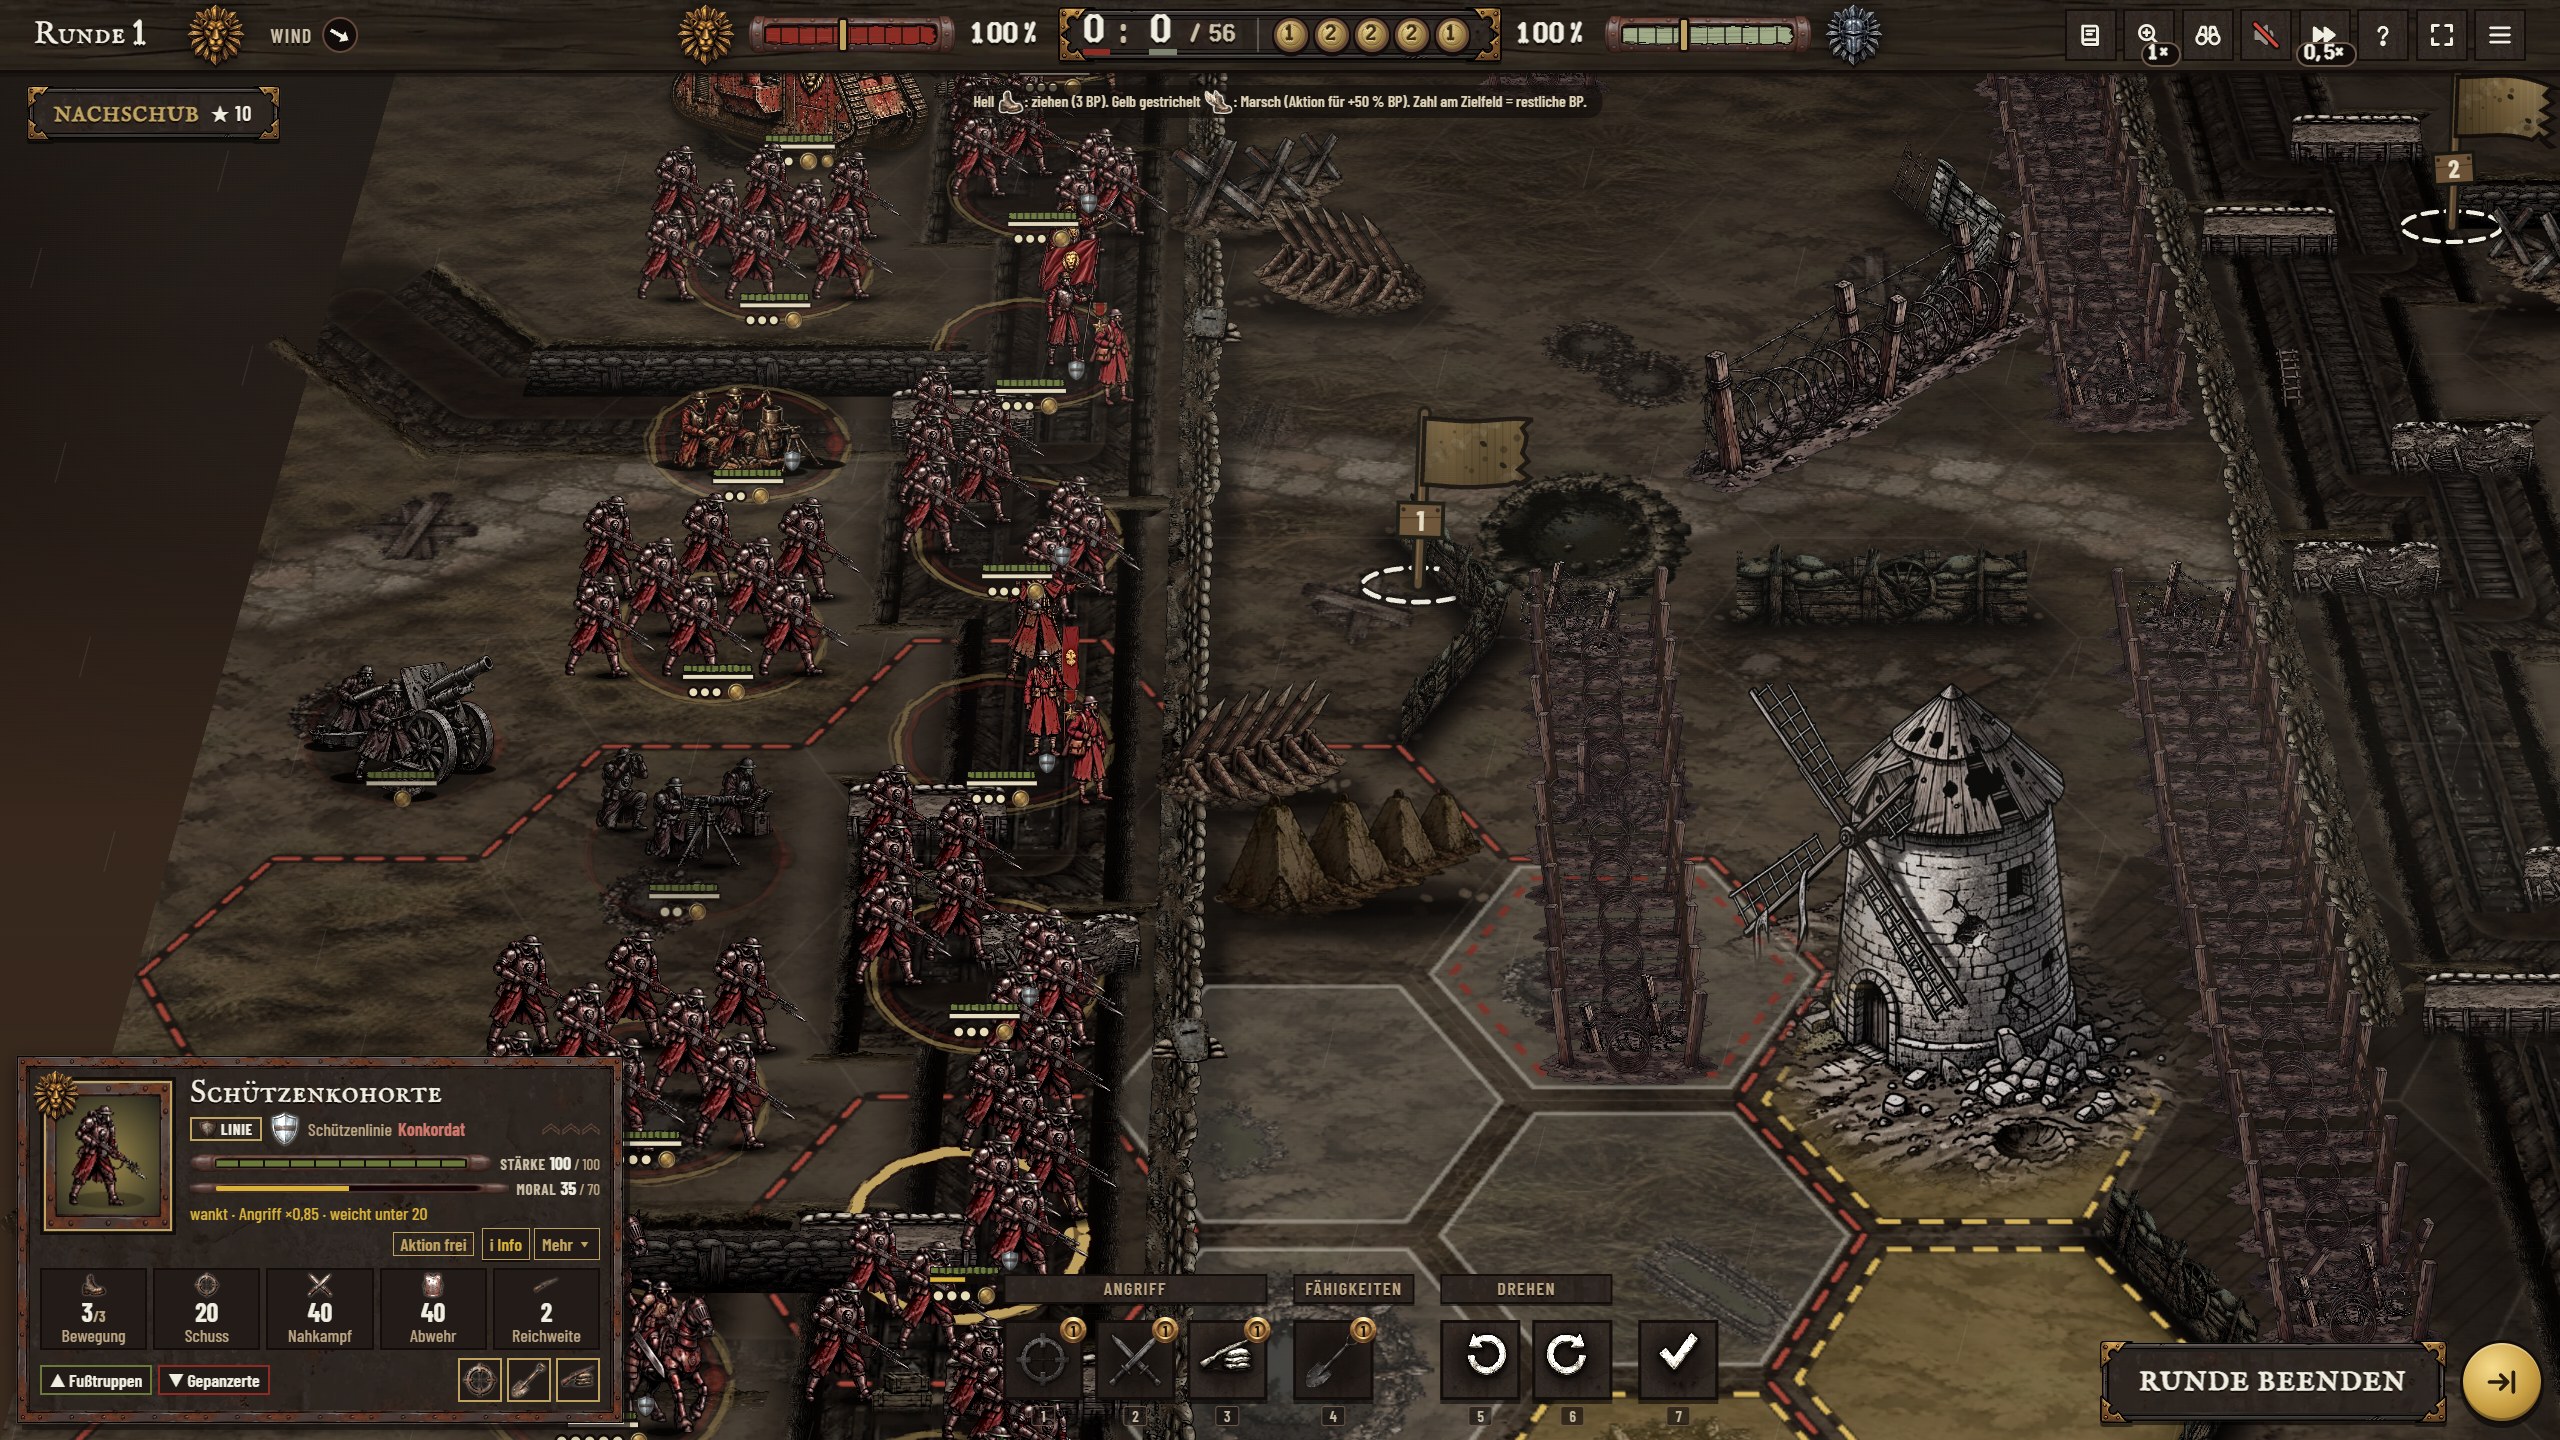 Runde 1
WIND
100 %
0 : 0 / 56
1 2 2 2 1
100 %
1×
0,5×
?
NACHSCHUB ★ 10
Hell : ziehen (3 BP). Gelb gestrichelt : Marsch (Aktion für +50 % BP). Zahl am Zielfeld = restliche BP.
2
1
Schützenkohorte
LINIE Schützenlinie Konkordat
STÄRKE 100 / 100
MORAL 35 / 70
wankt · Angriff ×0,85 · weicht unter 20
Aktion frei i Info Mehr
3/3 20 40 40 2
Bewegung Schuss Nahkampf Abwehr Reichweite
▲ Fußtruppen ▼ Gepanzerte
ANGRIFF FÄHIGKEITEN DREHEN
1 1 1 1
1 2 3 4 5 6 7
RUNDE BEENDEN